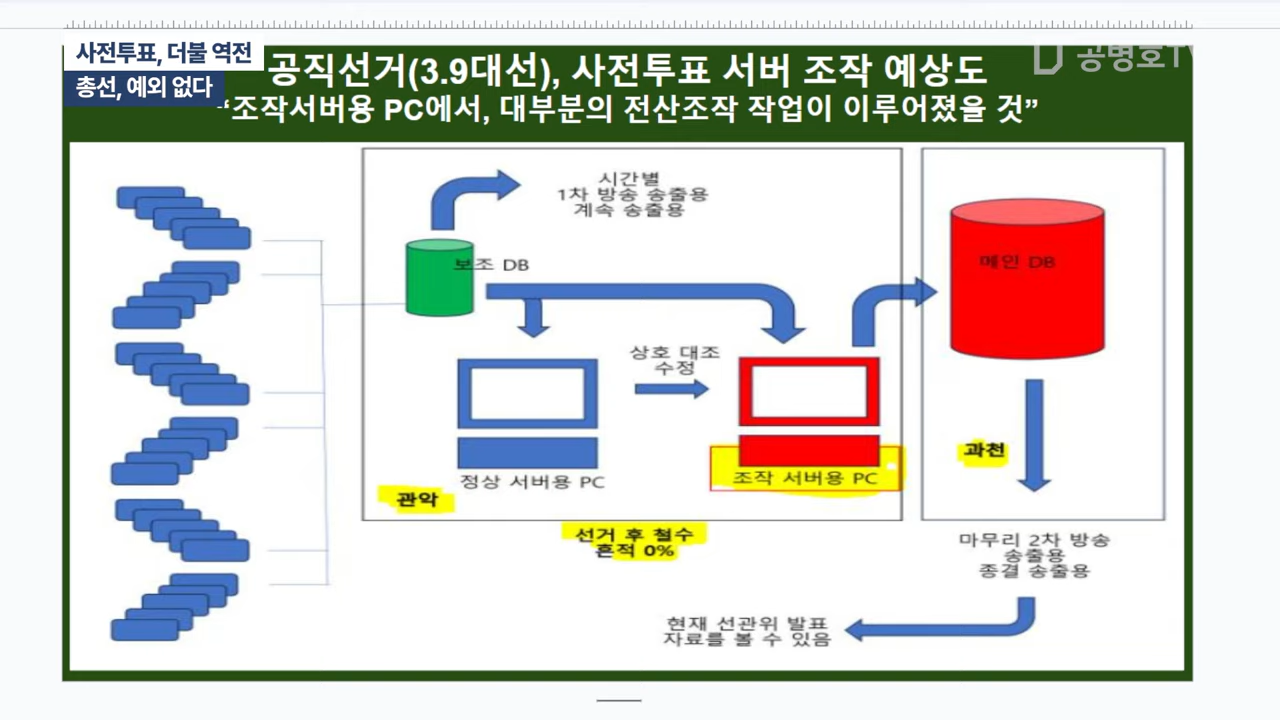 사전투표, 더불 역전
총선, 예외 없다
공병호TV
공직선거(3.9대선), 사전투표 서버 조작 예상도
“조작서버용 PC에서, 대부분의 전산조작 작업이 이루어졌을 것”
시간별
1차 방송 송출용
계속 송출용
보조 DB
메인 DB
상호 대조
수정
정상 서버용 PC
조작 서버용 PC
관악
과천
선거 후 철수
흔적 0%
마무리 2차 방송
송출용
종결 송출용
현재 선관위 발표
자료를 볼 수 있음